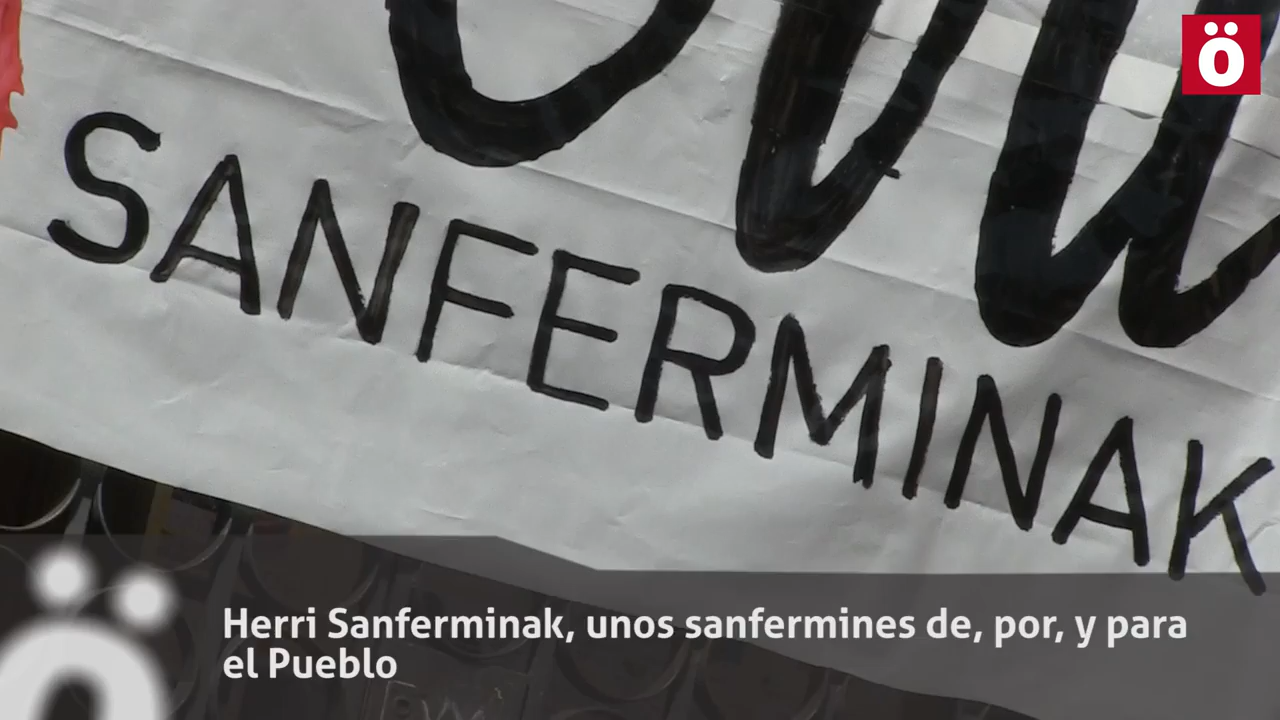 Ö
SANFERMINAK
Ö
Herri Sanferminak, unos sanfermines de, por, y para
el Pueblo